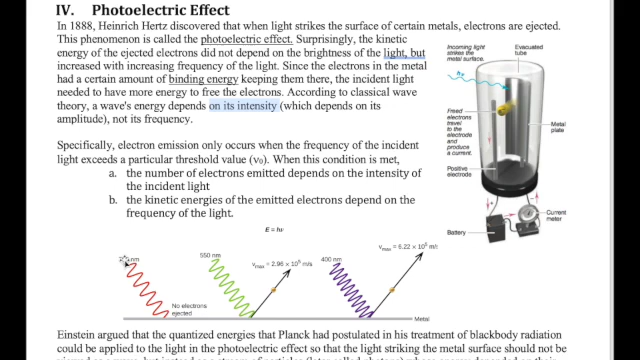 IV. Photoelectric Effect
In 1888, Heinrich Hertz discovered that when light strikes the surface of certain metals, electrons are ejected.
This phenomenon is called the photoelectric effect. Surprisingly, the kinetic
energy of the ejected electrons did not depend on the brightness of the light, but
increased with increasing frequency of the light. Since the electrons in the metal
had a certain amount of binding energy keeping them there, the incident light
needed to have more energy to free the electrons. According to classical wave
theory, a wave's energy depends on its intensity (which depends on its
amplitude), not its frequency.
Specifically, electron emission only occurs when the frequency of the incident
light exceeds a particular threshold value (ν₀). When this condition is met,
a. the number of electrons emitted depends on the intensity of
the incident light
b. the kinetic energies of the emitted electrons depend on the
frequency of the light.
Incoming light
strikes the
metal surface.
Evacuated
tube
hν
Freed
electrons
travel
to the
electrode
and
produce
a current.
Metal
plate
Positive
electrode
Current
meter
Battery
E = hν
nm
No electrons
ejected
550 nm
vmax = 2.96 × 10⁵ m/s
400 nm
vmax = 6.22 × 10⁵ m/s
Metal
Einstein argued that the quantized energies that Planck had postulated in his treatment of blackbody radiation
could be applied to the light in the photoelectric effect so that the light striking the metal surface should not be